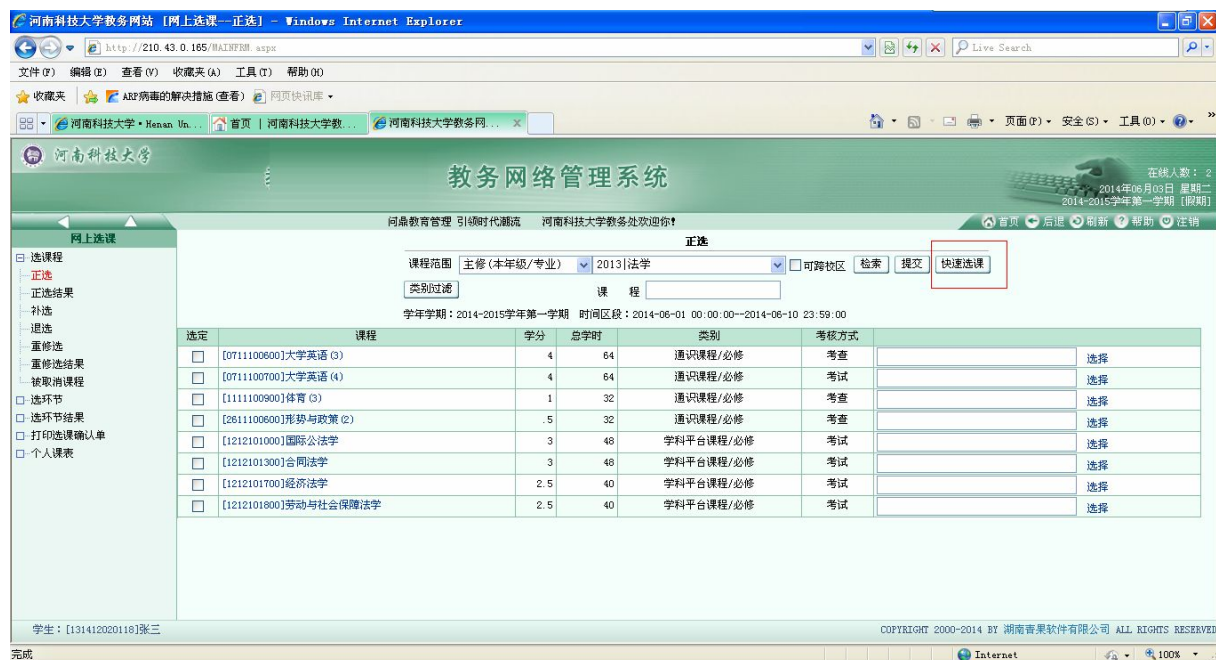 河南科技大学教务网站 [网上选课--正选] - Windows Internet Explorer
http://210.43.0.165/MAINFRM.aspx
Live Search
文件(F) 编辑(E) 查看(V) 收藏夹(A) 工具(T) 帮助(H)
收藏夹 ARP病毒的解决措施(查看) 网页快讯库
河南科技大学·Henan Un... 首页 | 河南科技大学教... 河南科技大学教务网... X
页面(P) 安全(S) 工具(O) »
河南科技大学
教务网络管理系统
在线人数: 2
2014年06月03日 星期二
2014-2015学年第一学期 [假期]
问鼎教育管理 引领时代潮流 河南科技大学教务处欢迎你!
首页 后退 刷新 帮助 注销
网上选课
选课程
正选
正选结果
补选
退选
重修选
重修选结果
被取消课程
选环节
选环节结果
打印选课确认单
个人课表
正选
课程范围 主修(本年级/专业) 2013|法学 可跨校区 检索 提交 快速选课
类别过滤 课 程
学年学期:2014-2015学年第一学期 时间区段:2014-06-01 00:00:00--2014-06-10 23:59:00
选定 课程 学分 总学时 类别 考核方式
[0711100600]大学英语(3) 4 64 通识课程/必修 考查 选择
[0711100700]大学英语(4) 4 64 通识课程/必修 考试 选择
[1111100900]体育(3) 1 32 通识课程/必修 考查 选择
[2611100600]形势与政策(2) .5 32 通识课程/必修 考查 选择
[1212101000]国际公法学 3 48 学科平台课程/必修 考试 选择
[1212101300]合同法学 3 48 学科平台课程/必修 考试 选择
[1212101700]经济法学 2.5 40 学科平台课程/必修 考试 选择
[1212101800]劳动与社会保障法学 2.5 40 学科平台课程/必修 考试 选择
学生:[131412020118]张三
COPYRIGHT 2000-2014 BY 湖南青果软件有限公司 ALL RIGHTS RESERVED
完成 Internet 100%